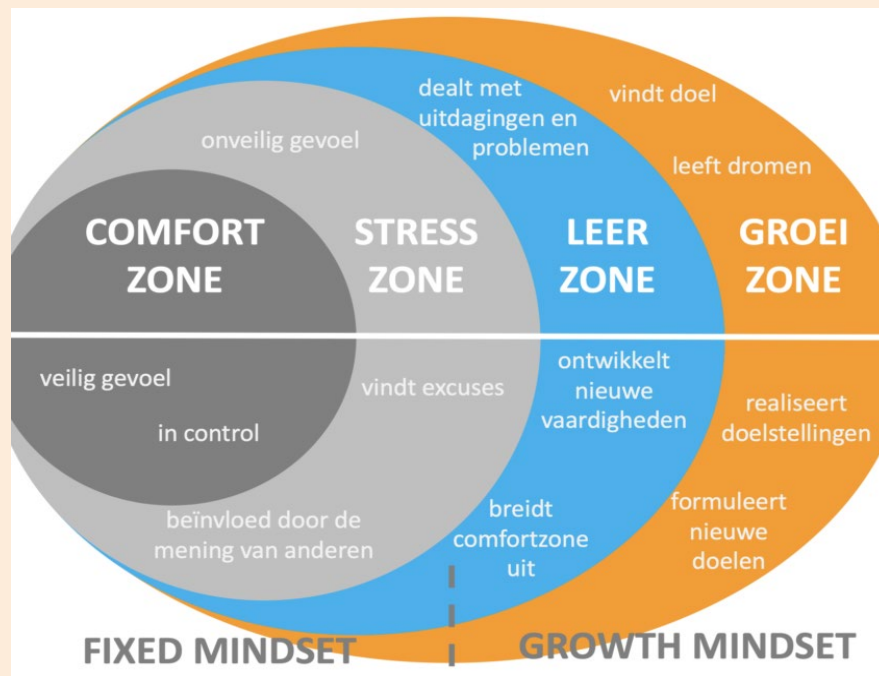 COMFORT
ZONE
veilig gevoel
in control
onveilig gevoel
STRESS
ZONE
vindt excuses
beïnvloed door de
mening van anderen
dealt met
uitdagingen en
problemen
LEER
ZONE
ontwikkelt
nieuwe
vaardigheden
breidt
comfortzone
uit
vindt doel
leeft dromen
GROEI
ZONE
realiseert
doelstellingen
formuleert
nieuwe
doelen
FIXED MINDSET
GROWTH MINDSET